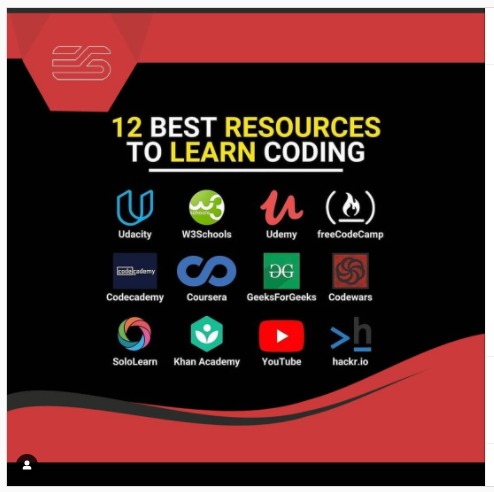 12 BEST RESOURCES
TO LEARN CODING
Udacity W3Schools Udemy freeCodeCamp
codecademy
Codecademy Coursera GeeksForGeeks Codewars
SoloLearn Khan Academy YouTube hackr.io